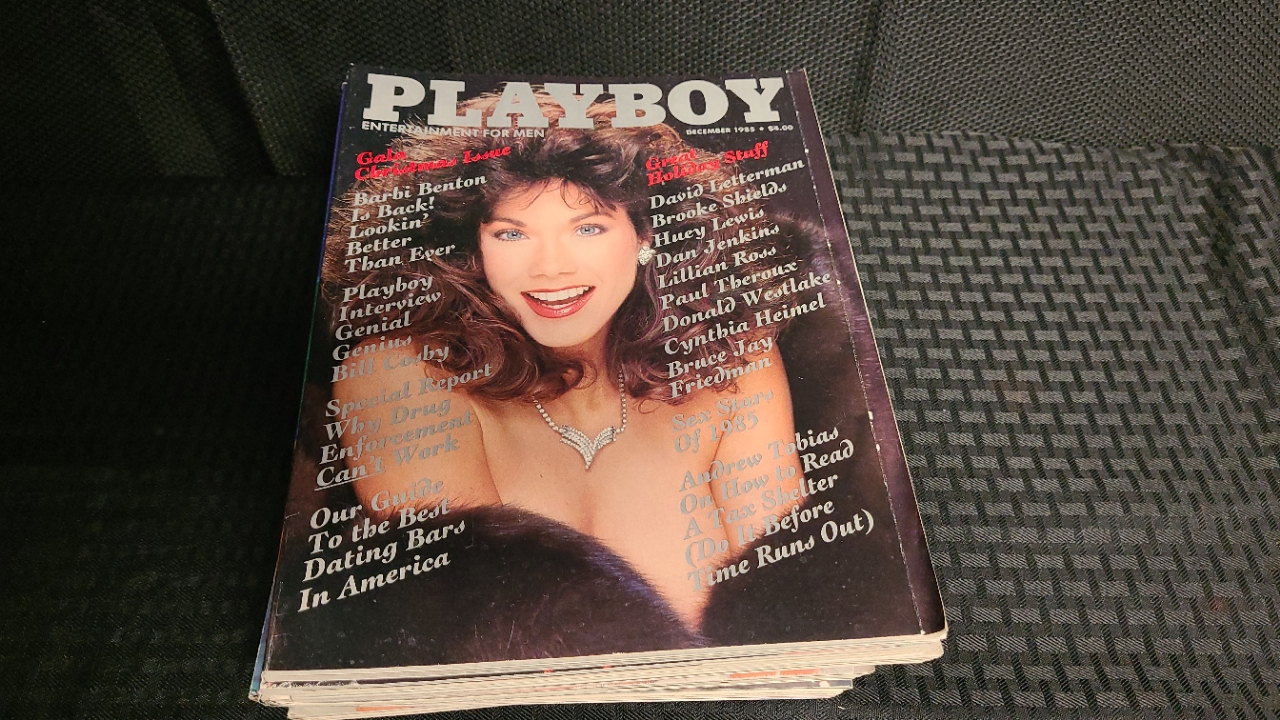 PLAYBOY
ENTERTAINMENT FOR MEN
DECEMBER 1985 • $4.00
Gala
Christmas Issue
Barbi Benton
Is Back!
Lookin'
Better
Than Ever
Playboy
Interview
Genial
Genius
Bill Cosby
Special Report
Why Drug
Enforcement
Can't Work
Our Guide
To the Best
Dating Bars
In America
Great
Holiday Stuff
David Letterman
Brooke Shields
Huey Lewis
Dan Jenkins
Lillian Ross
Paul Theroux
Donald Westlake
Cynthia Heimel
Bruce Jay
Friedman
Sex Stars
Of 1985
Andrew Tobias
On How to Read
A Tax Shelter
(Do It Before
Time Runs Out)